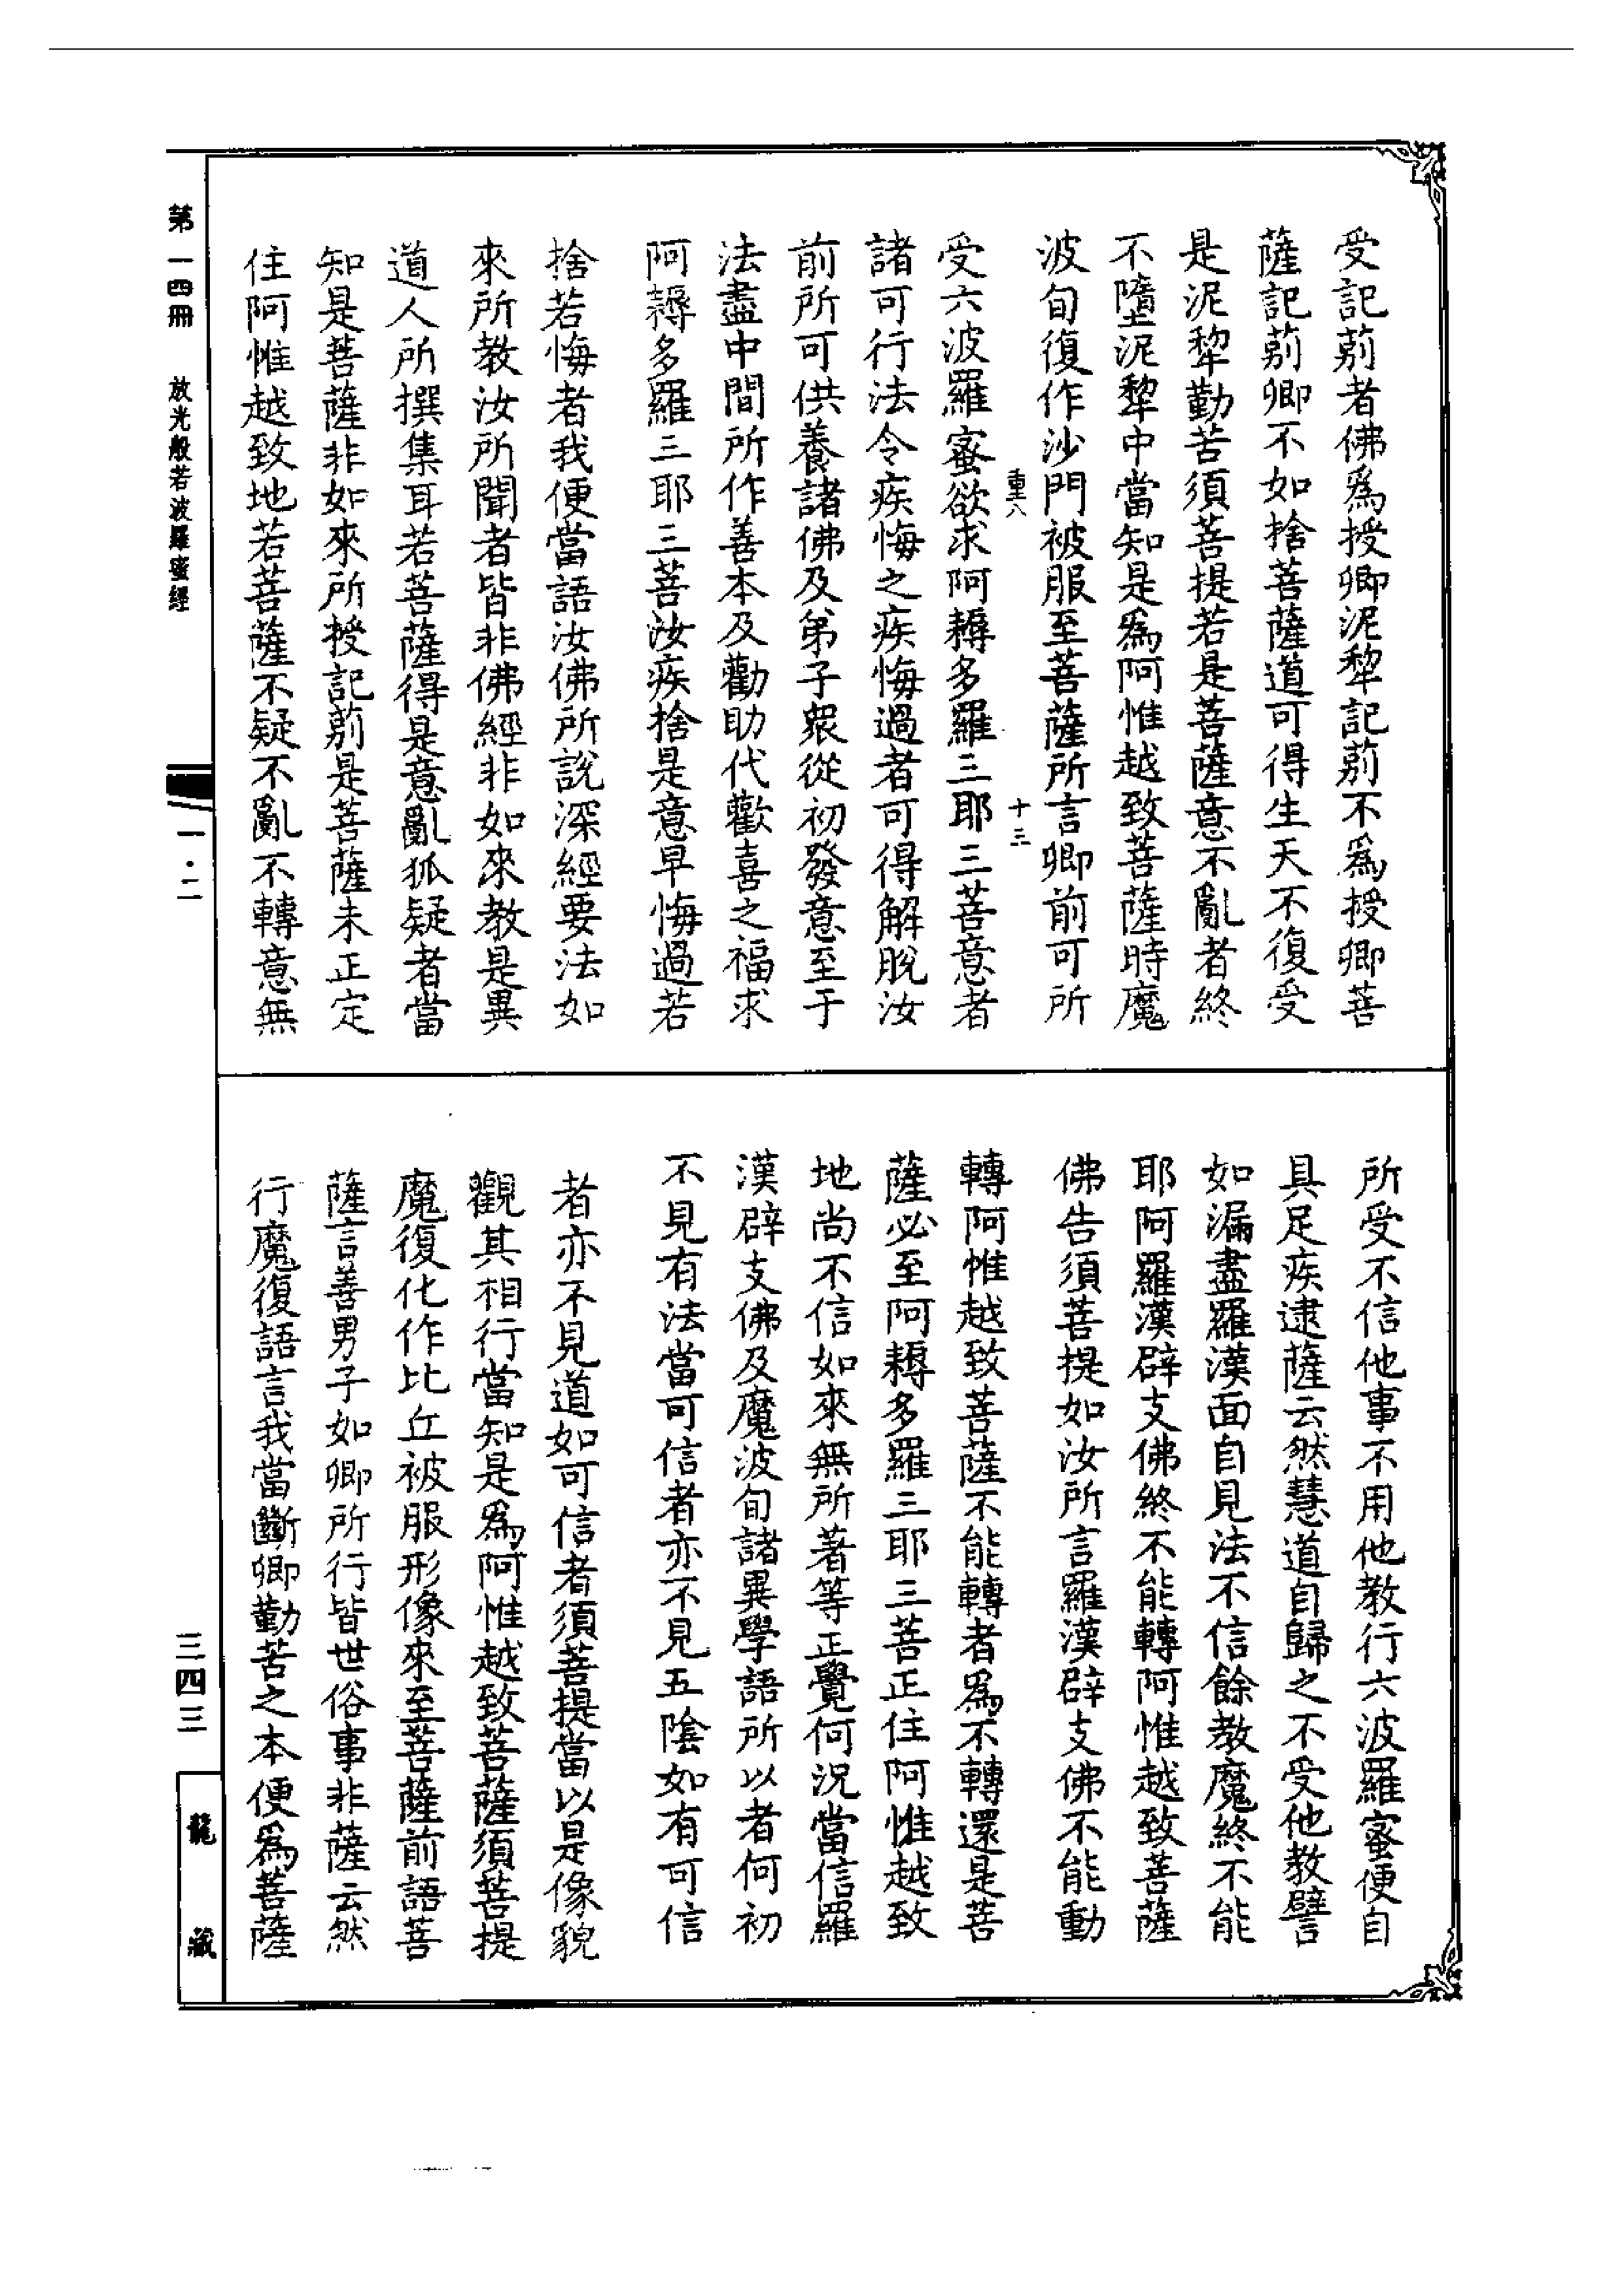 受記莂者佛爲授卿泥犂記莂不爲授卿菩
薩記莂卿不如捨菩薩道可得生天不復受
是泥犂勤苦須菩提若是菩薩意不亂者終
不墮泥犂中當知是爲阿惟越致菩薩時魔
波旬復作沙門被服至菩薩所言卿前可所
重六 十三
受六波羅蜜欲求阿耨多羅三耶三菩意者
諸可行法令疾悔之疾悔過者可得解脫汝
前所可供養諸佛及弟子衆從初發意至于
法盡中間所作善本及勸助代歡喜之福求
阿耨多羅三耶三菩汝疾捨是意早悔過若
捨若悔者我便當語汝佛所說深經要法如
來所教汝所聞者皆非佛經非如來教是異
道人所撰集耳若菩薩得是意亂狐疑者當
知是菩薩非如來所授記莂是菩薩未正定
住阿惟越致地若菩薩不疑不亂不轉意無
所受不信他事不用他教行六波羅蜜便自
具足疾逮薩云然慧道自歸之不受他教譬
如漏盡羅漢面自見法不信餘教魔終不能
耶阿羅漢辟支佛終不能轉阿惟越致菩薩
佛告須菩提如汝所言羅漢辟支佛不能動
轉阿惟越致菩薩不能轉者爲不轉還是菩
薩必至阿耨多羅三耶三菩正住阿惟越致
地尚不信如來無所著等正覺何況當信羅
漢辟支佛及魔波旬諸異學語所以者何初
不見有法當可信者亦不見五陰如有可信
者亦不見道如可信者須菩提當以是像貌
觀其相行當知是爲阿惟越致菩薩須菩提
魔復化作比丘被服形像來至菩薩前語菩
薩言善男子如卿所行皆世俗事非薩云然
行魔復語言我當斷卿勤苦之本便爲菩薩
第一四冊 放光般若波羅蜜經
一·二
三四三
龍藏